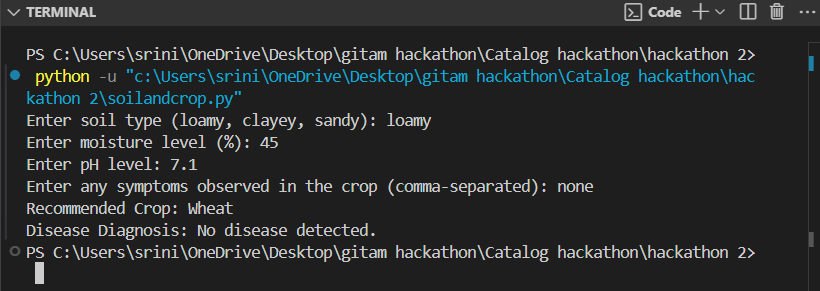 TERMINAL
Code
PS C:\Users\srini\OneDrive\Desktop\gitam hackathon\Catalog hackathon\hackathon 2>
python -u "c:\Users\srini\OneDrive\Desktop\gitam hackathon\Catalog hackathon\hac
kathon 2\soilandcrop.py"
Enter soil type (loamy, clayey, sandy): loamy
Enter moisture level (%): 45
Enter pH level: 7.1
Enter any symptoms observed in the crop (comma-separated): none
Recommended Crop: Wheat
Disease Diagnosis: No disease detected.
PS C:\Users\srini\OneDrive\Desktop\gitam hackathon\Catalog hackathon\hackathon 2>